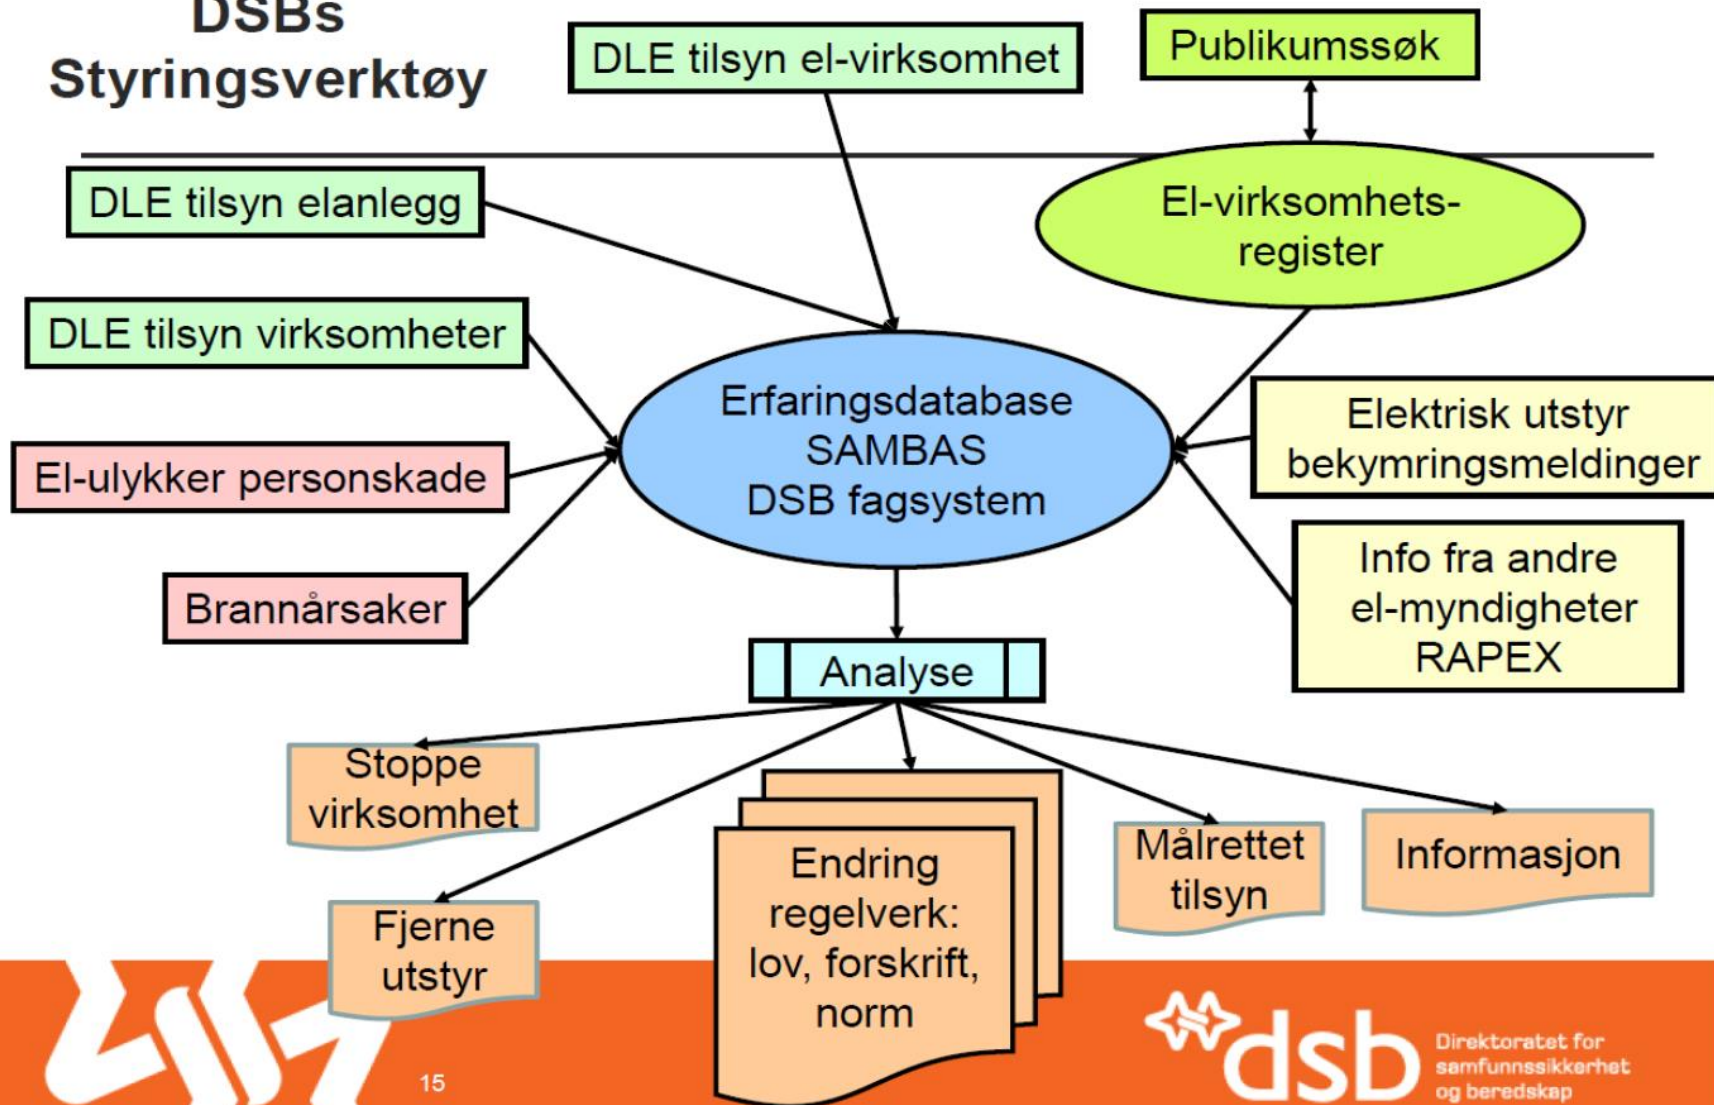 DSBs
Styringsverktøy
DLE tilsyn el-virksomhet
Publikumssøk
DLE tilsyn elanlegg
El-virksomhets-
register
DLE tilsyn virksomheter
Erfaringsdatabase
SAMBAS
DSB fagsystem
Elektrisk utstyr
bekymringsmeldinger
El-ulykker personskade
Info fra andre
el-myndigheter
RAPEX
Brannårsaker
Analyse
Stoppe
virksomhet
Fjerne
utstyr
Endring
regelverk:
lov, forskrift,
norm
Målrettet
tilsyn
Informasjon
15
dsb
Direktoratet for
samfunnssikkerhet
og beredskap